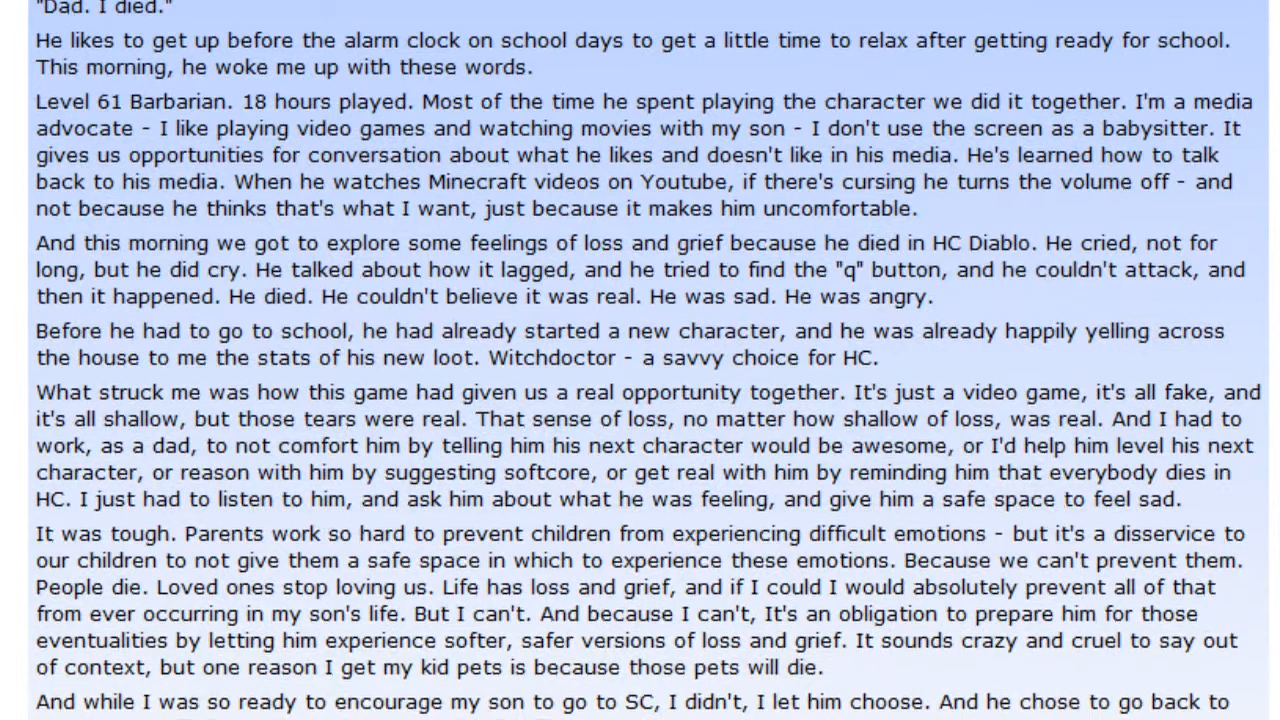 "Dad. I died."
He likes to get up before the alarm clock on school days to get a little time to relax after getting ready for school.
This morning, he woke me up with these words.
Level 61 Barbarian. 18 hours played. Most of the time he spent playing the character we did it together. I'm a media
advocate - I like playing video games and watching movies with my son - I don't use the screen as a babysitter. It
gives us opportunities for conversation about what he likes and doesn't like in his media. He's learned how to talk
back to his media. When he watches Minecraft videos on Youtube, if there's cursing he turns the volume off - and
not because he thinks that's what I want, just because it makes him uncomfortable.
And this morning we got to explore some feelings of loss and grief because he died in HC Diablo. He cried, not for
long, but he did cry. He talked about how it lagged, and he tried to find the "q" button, and he couldn't attack, and
then it happened. He died. He couldn't believe it was real. He was sad. He was angry.
Before he had to go to school, he had already started a new character, and he was already happily yelling across
the house to me the stats of his new loot. Witchdoctor - a savvy choice for HC.
What struck me was how this game had given us a real opportunity together. It's just a video game, it's all fake, and
it's all shallow, but those tears were real. That sense of loss, no matter how shallow of loss, was real. And I had to
work, as a dad, to not comfort him by telling him his next character would be awesome, or I'd help him level his next
character, or reason with him by suggesting softcore, or get real with him by reminding him that everybody dies in
HC. I just had to listen to him, and ask him about what he was feeling, and give him a safe space to feel sad.
It was tough. Parents work so hard to prevent children from experiencing difficult emotions - but it's a disservice to
our children to not give them a safe space in which to experience these emotions. Because we can't prevent them.
People die. Loved ones stop loving us. Life has loss and grief, and if I could I would absolutely prevent all of that
from ever occurring in my son's life. But I can't. And because I can't, It's an obligation to prepare him for those
eventualities by letting him experience softer, safer versions of loss and grief. It sounds crazy and cruel to say out
of context, but one reason I get my kid pets is because those pets will die.
And while I was so ready to encourage my son to go to SC, I didn't, I let him choose. And he chose to go back to